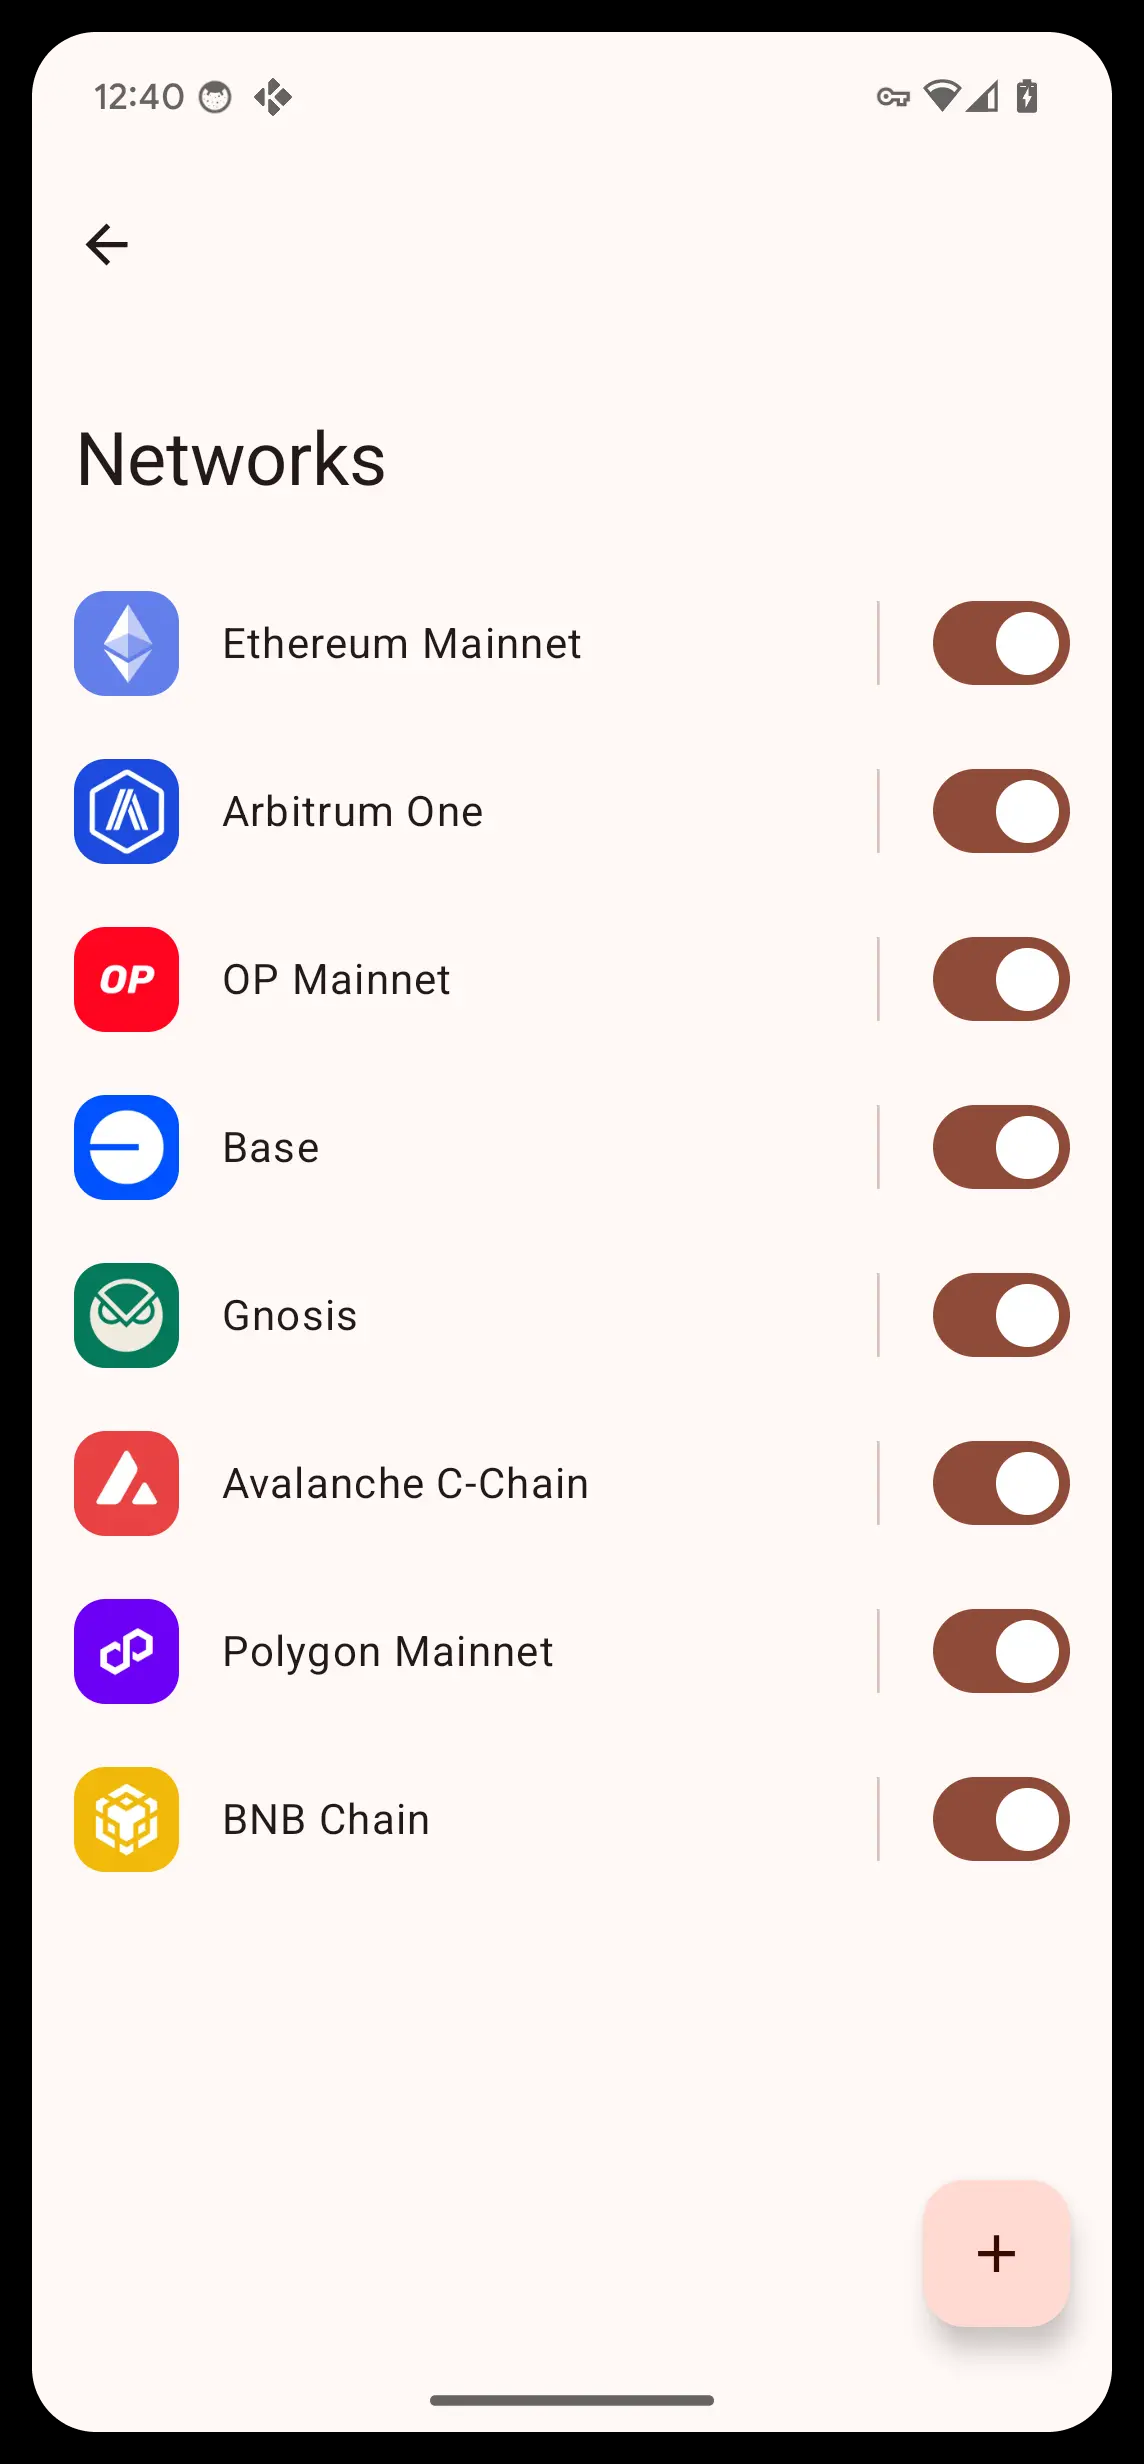 12:40
Networks
Ethereum Mainnet
Arbitrum One
OP
OP Mainnet
Base
Gnosis
Avalanche C-Chain
Polygon Mainnet
BNB Chain